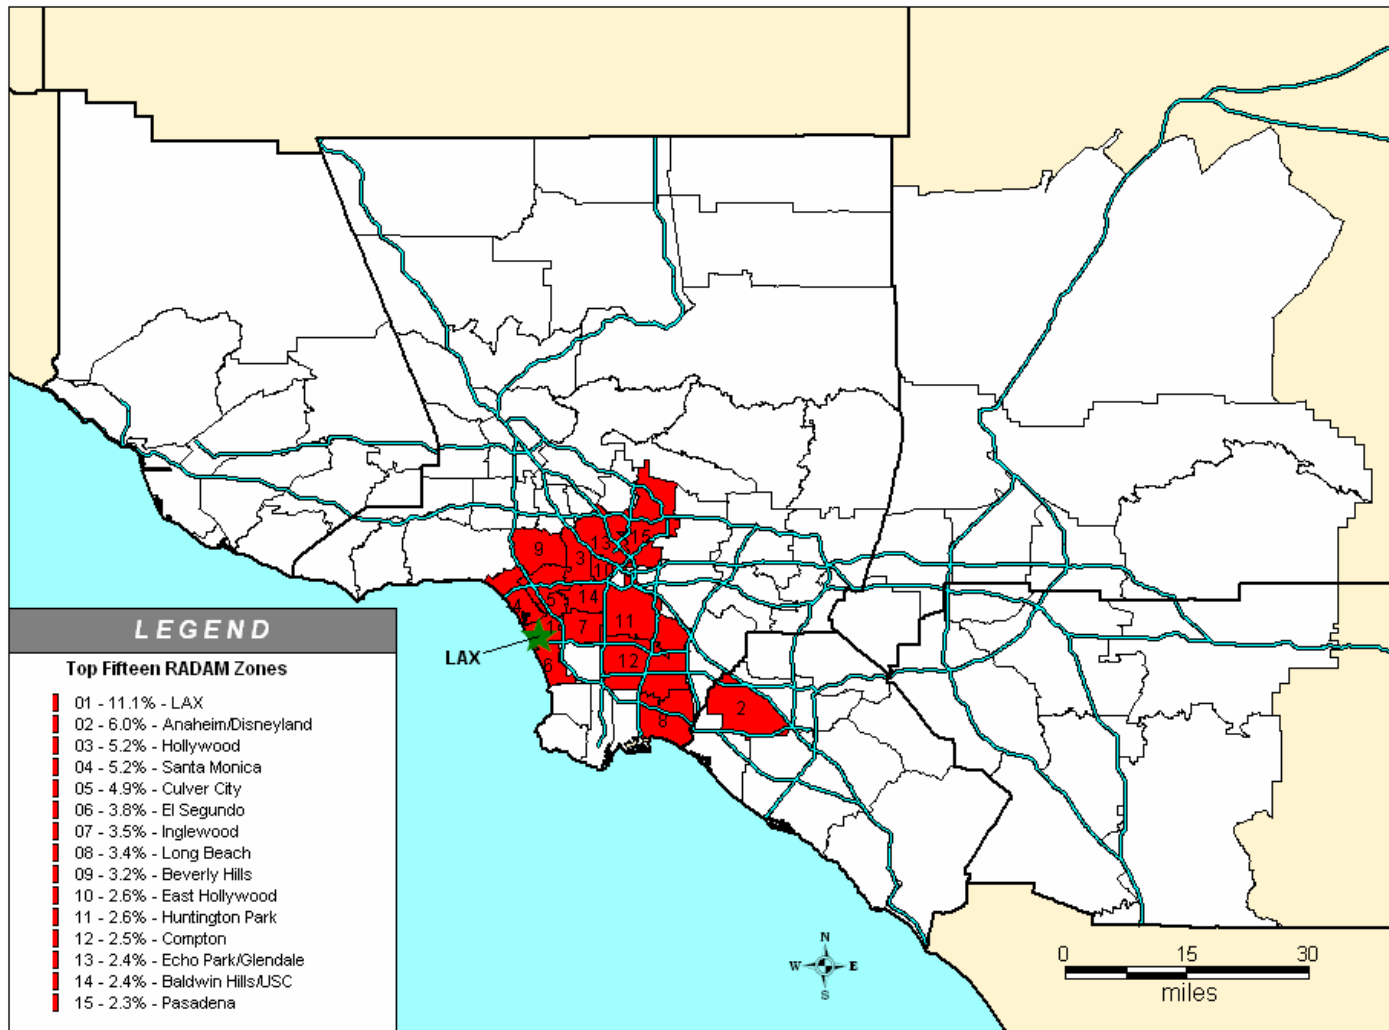 9
3
13
15
10
4
5
14
1
7
11
6
12
8
2
LAX
LEGEND
Top Fifteen RADAM Zones
01 - 11.1% - LAX
02 - 6.0% - Anaheim/Disneyland
03 - 5.2% - Hollywood
04 - 5.2% - Santa Monica
05 - 4.9% - Culver City
06 - 3.8% - El Segundo
07 - 3.5% - Inglewood
08 - 3.4% - Long Beach
09 - 3.2% - Beverly Hills
10 - 2.6% - East Hollywood
11 - 2.6% - Huntington Park
12 - 2.5% - Compton
13 - 2.4% - Echo Park/Glendale
14 - 2.4% - Baldwin Hills/USC
15 - 2.3% - Pasadena
N
W E
S
0 15 30
miles